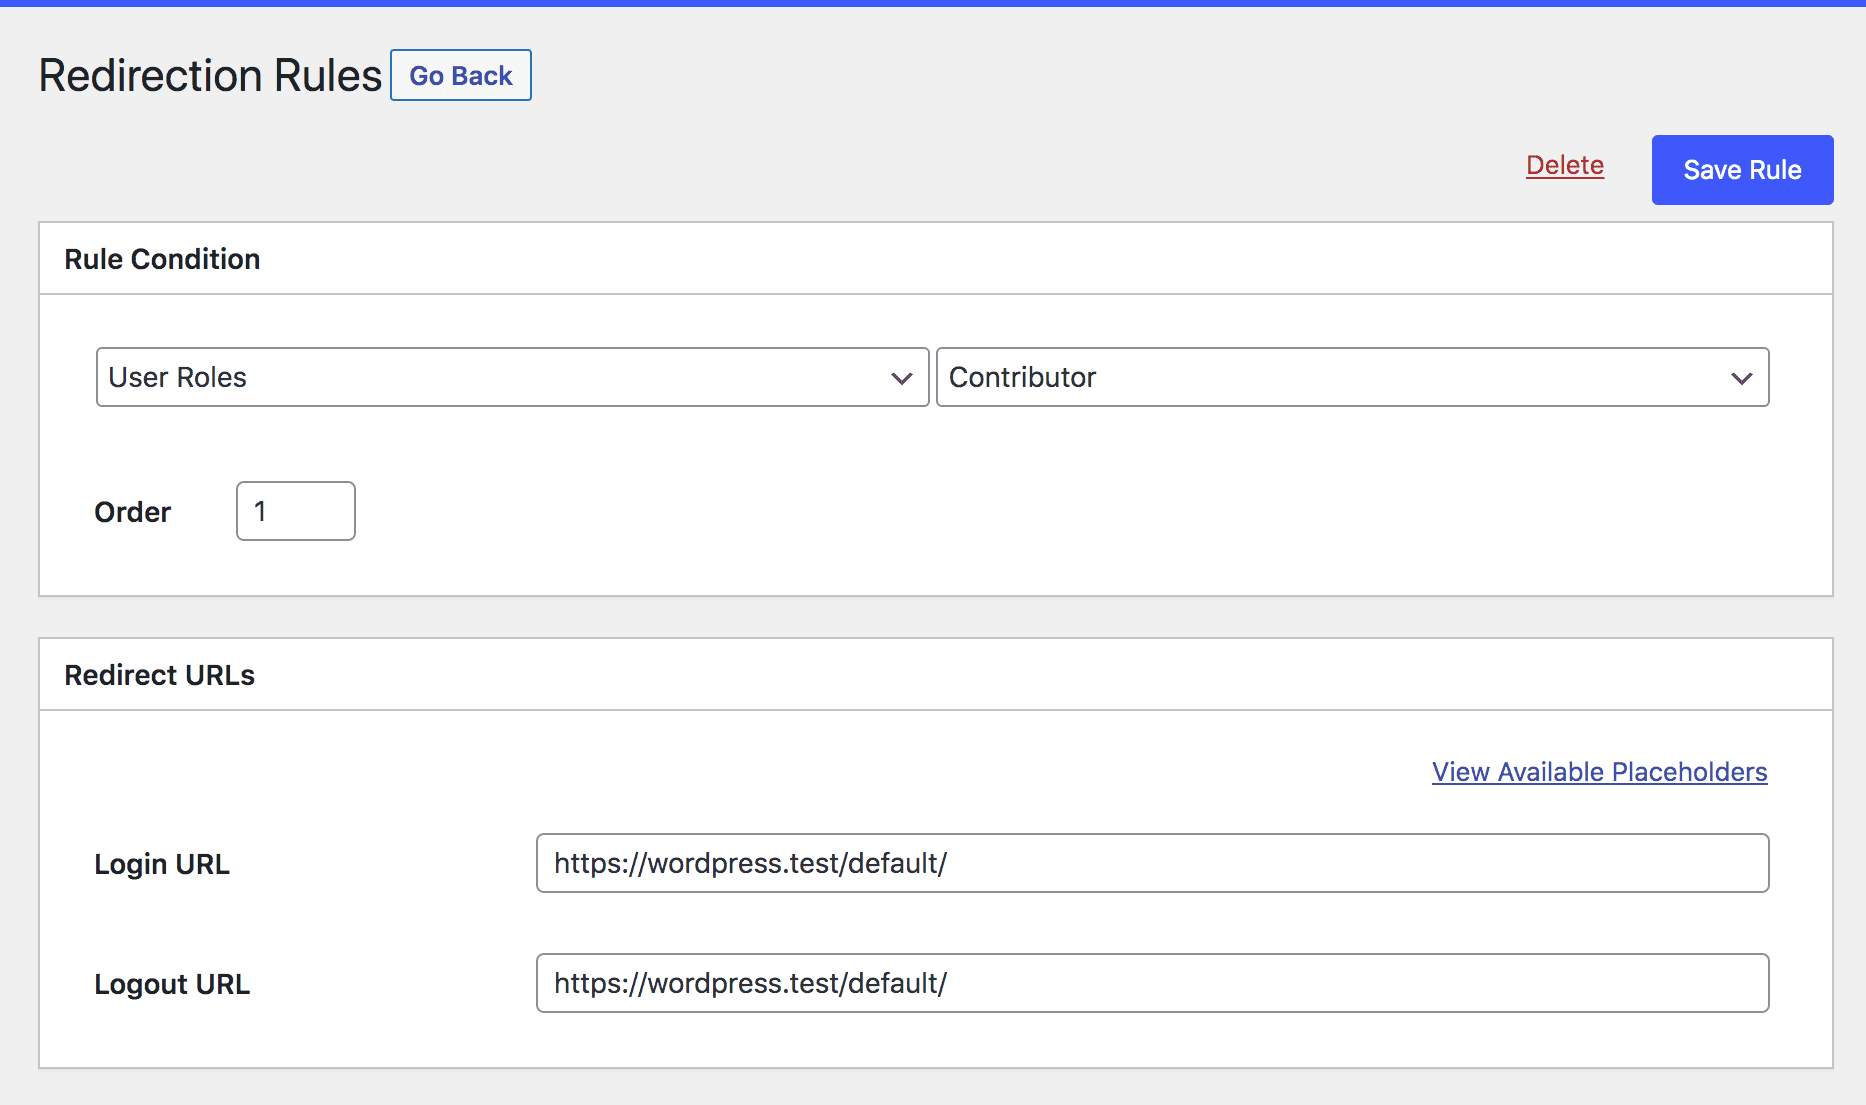 Redirection Rules Go Back
Delete Save Rule
Rule Condition
User Roles Contributor
Order 1
Redirect URLs
View Available Placeholders
Login URL https://wordpress.test/default/
Logout URL https://wordpress.test/default/